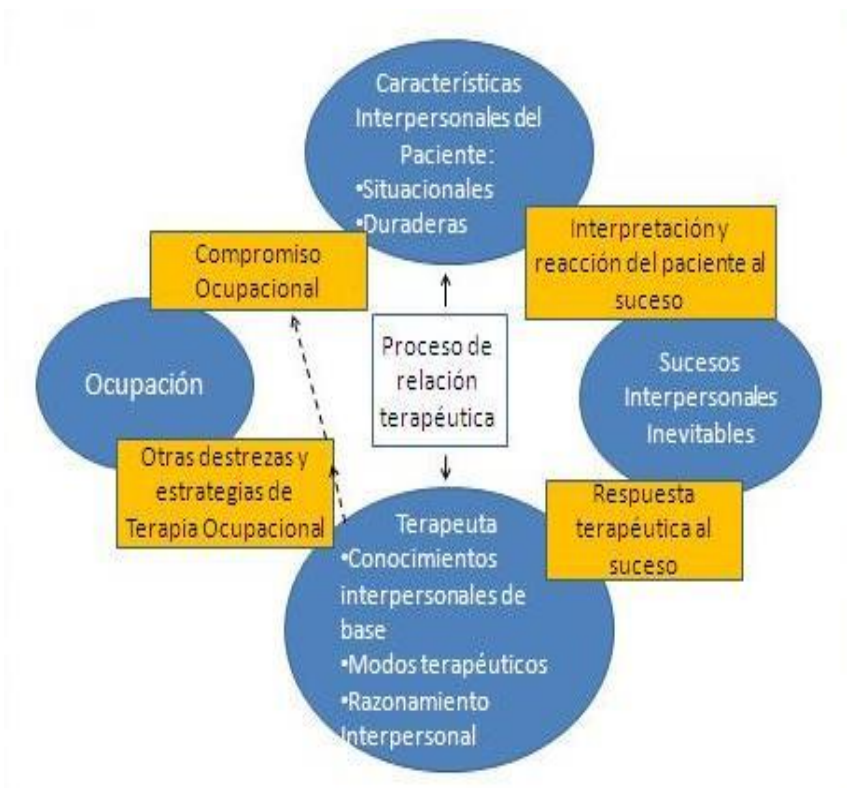 Características
Interpersonales del
Paciente:
•Situacionales
•Duraderas
Interpretación y
reacción del paciente al
suceso
Compromiso
Ocupacional
Proceso de
relación
terapéutica
Ocupación
Sucesos
Interpersonales
Inevitables
Otras destrezas y
estrategias de
Terapia Ocupacional
Respuesta
terapéutica al
suceso
Terapeuta
•Conocimientos
interpersonales de
base
•Modos terapéuticos
•Razonamiento
Interpersonal